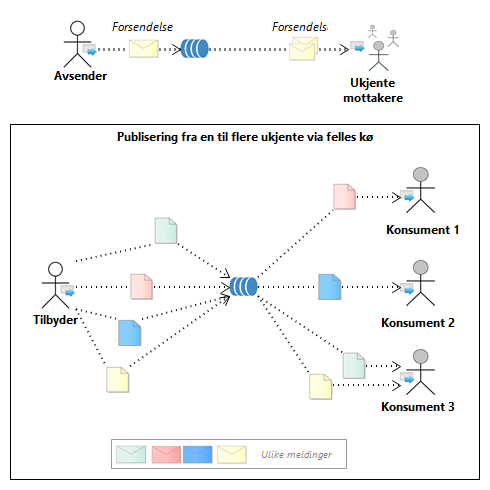 Forsendelse
Forsendels
Avsender
Ukjente
mottakere
Publisering fra en til flere ukjente via felles kø
Konsument 1
Tilbyder
Konsument 2
Konsument 3
Ulike meldinger